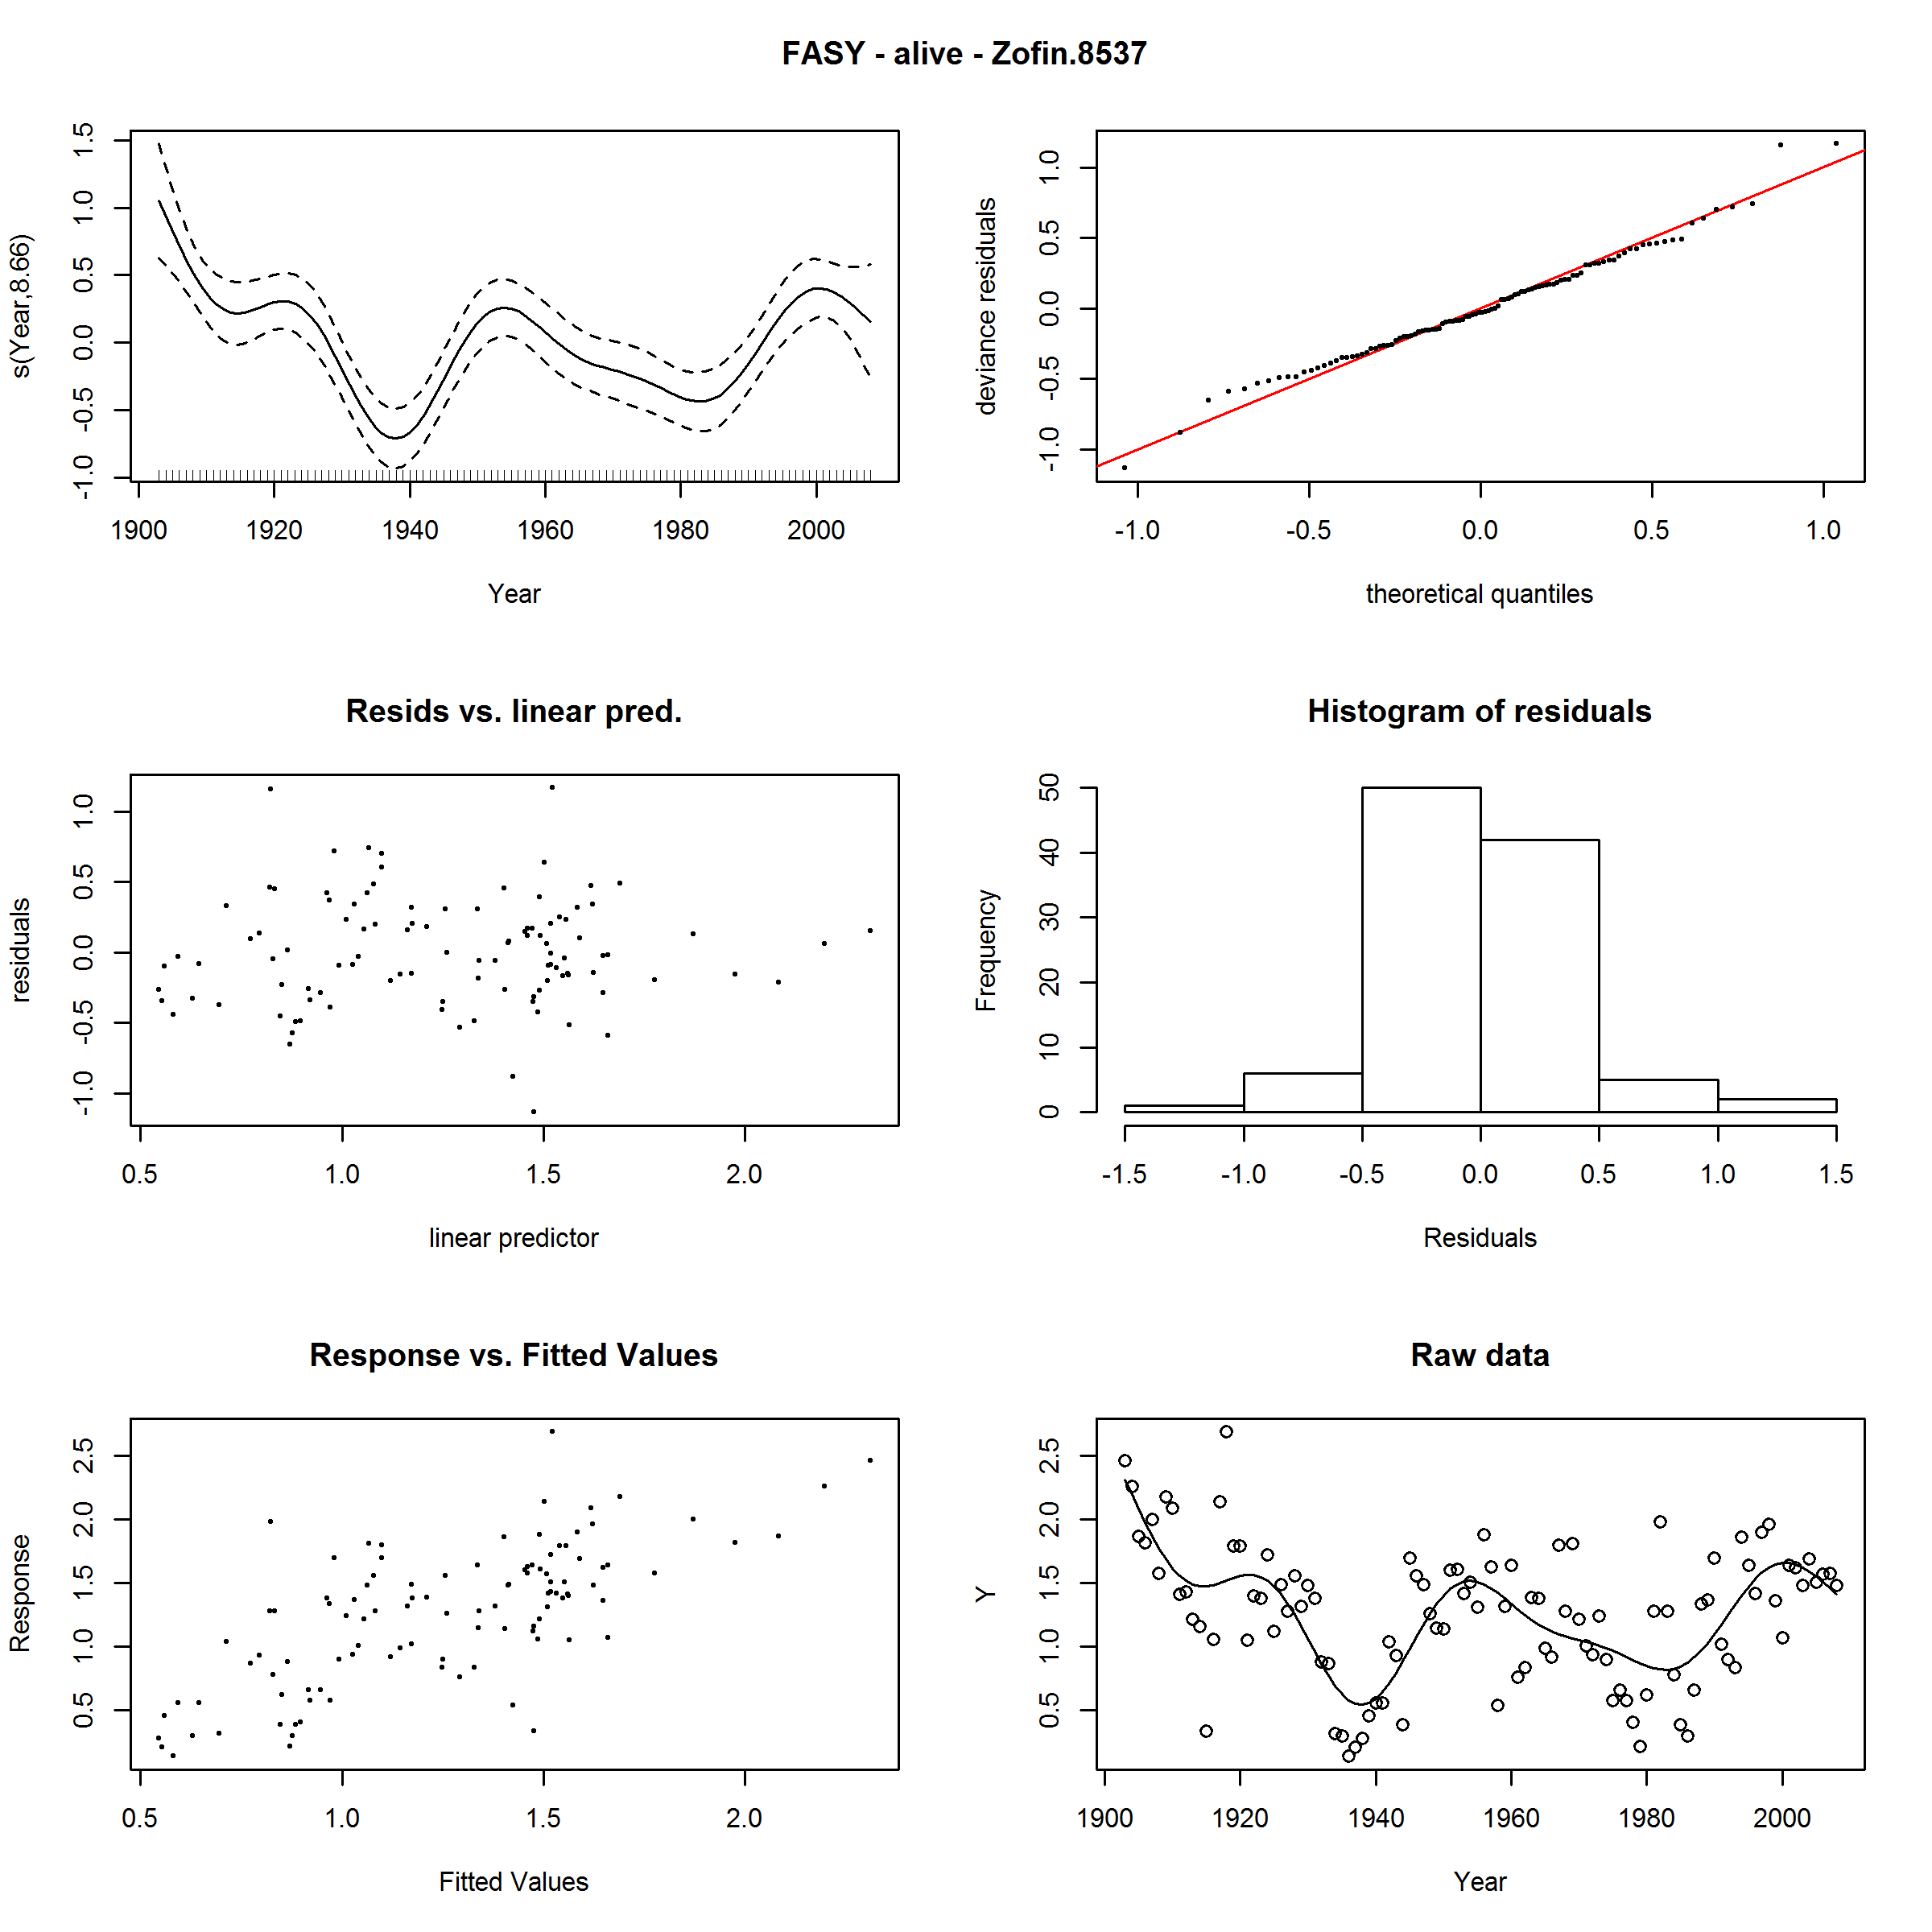 FASY - alive - Zofin.8537
s(Year,8.66)
-1.0 -0.5 0.0 0.5 1.0 1.5
1900 1920 1940 1960 1980 2000
Year
deviance residuals
-1.0 -0.5 0.0 0.5 1.0
-1.0 -0.5 0.0 0.5 1.0
theoretical quantiles
Resids vs. linear pred.
residuals
-1.0 -0.5 0.0 0.5 1.0
0.5 1.0 1.5 2.0
linear predictor
Histogram of residuals
Frequency
0 10 20 30 40 50
-1.5 -1.0 -0.5 0.0 0.5 1.0 1.5
Residuals
Response vs. Fitted Values
Response
0.5 1.0 1.5 2.0 2.5
0.5 1.0 1.5 2.0
Fitted Values
Raw data
Y
0.5 1.0 1.5 2.0 2.5
1900 1920 1940 1960 1980 2000
Year